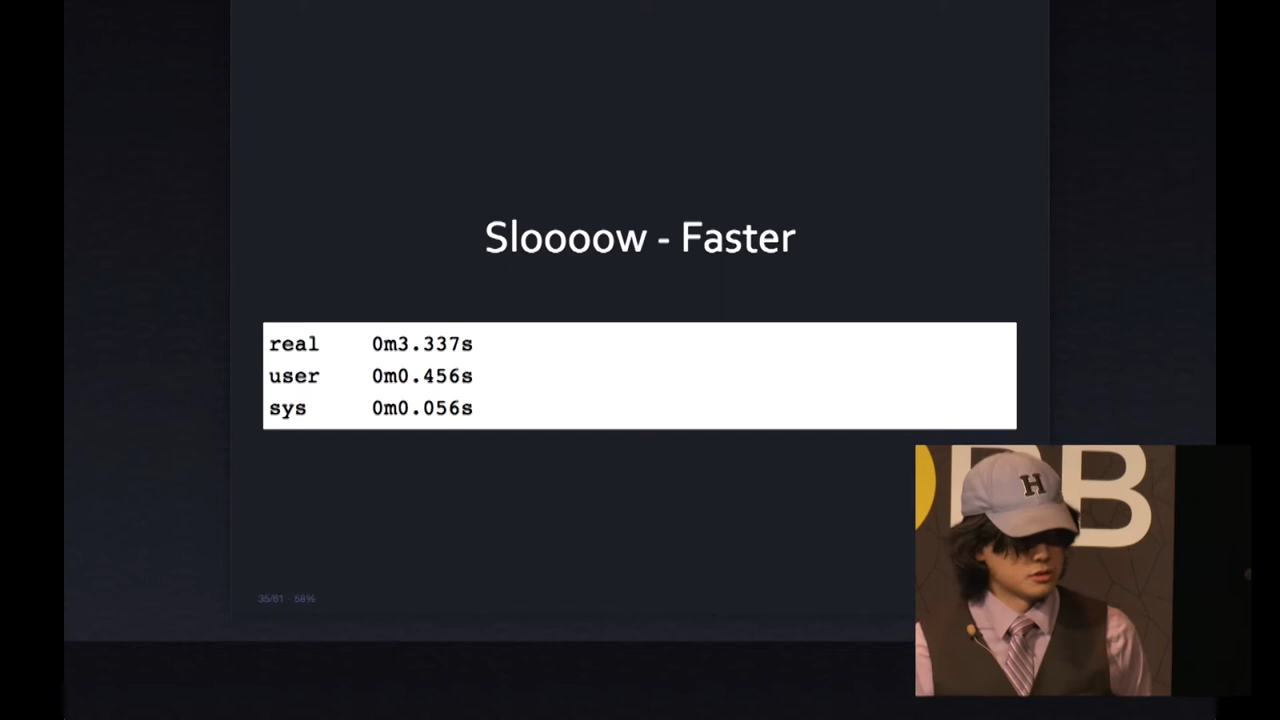 Sloooow - Faster
real 0m3.337s
user 0m0.456s
sys 0m0.056s
35/61 - 58%
H
B